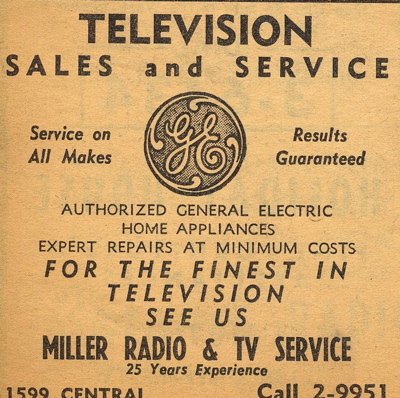 TELEVISION
SALES and SERVICE
Service on
All Makes
GE
Results
Guaranteed
AUTHORIZED GENERAL ELECTRIC
HOME APPLIANCES
EXPERT REPAIRS AT MINIMUM COSTS
FOR THE FINEST IN
TELEVISION
SEE US
MILLER RADIO & TV SERVICE
25 Years Experience
1599 CENTRAL Call 2-9951